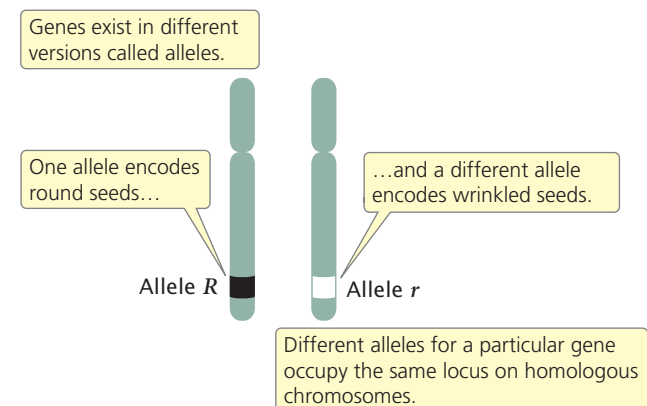 Genes exist in different
versions called alleles.
One allele encodes
round seeds…
…and a different allele
encodes wrinkled seeds.
Allele R
Allele r
Different alleles for a particular gene
occupy the same locus on homologous
chromosomes.